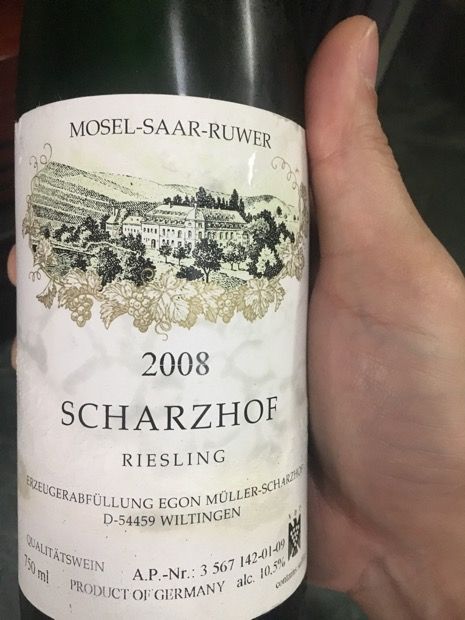 MOSEL-SAAR-RUWER
2008
SCHARZHOF
RIESLING
ERZEUGERABFÜLLUNG EGON MÜLLER-SCHARZHOF
D-54459 WILTINGEN
QUALITÄTSWEIN A.P.-Nr.: 3 567 142-01-09
750 ml PRODUCT OF GERMANY alc. 10.5%
contains